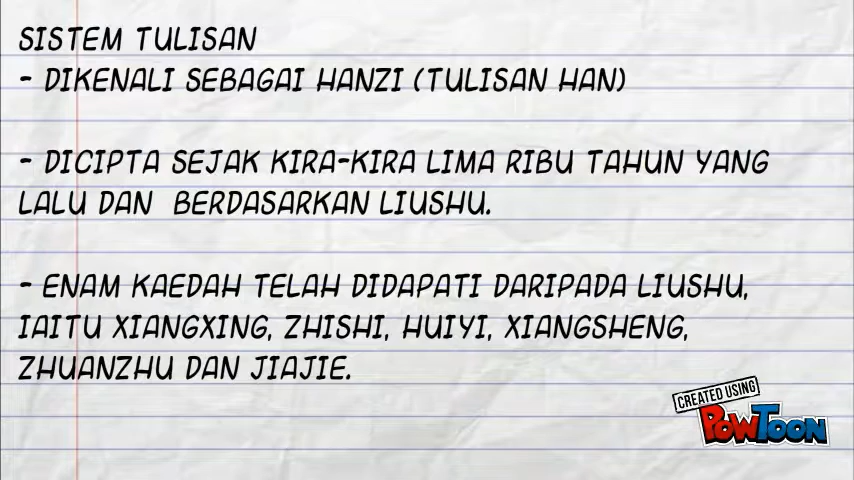 SISTEM TULISAN
- DIKENALI SEBAGAI HANZI (TULISAN HAN)
- DICIPTA SEJAK KIRA-KIRA LIMA RIBU TAHUN YANG
LALU DAN BERDASARKAN LIUSHU.
- ENAM KAEDAH TELAH DIDAPATI DARIPADA LIUSHU,
IAITU XIANGXING, ZHISHI, HUIYI, XIANGSHENG,
ZHUANZHU DAN JIAJIE.
CREATED USING
POWTOON